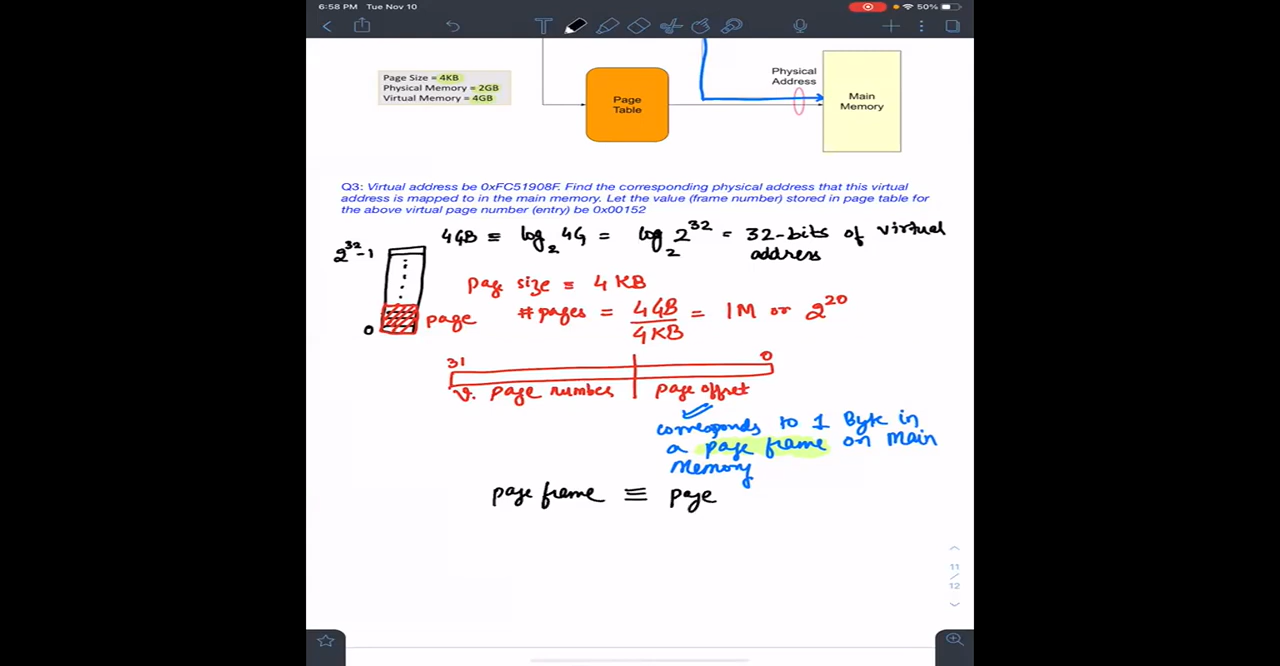 6:58 PM Tue Nov 10
50%
T
Page Size = 4KB
Physical Memory = 2GB
Virtual Memory = 4GB
Page
Table
Physical
Address
Main
Memory
Q3: Virtual address be 0xFC51908F. Find the corresponding physical address that this virtual
address is mapped to in the main memory. Let the value (frame number) stored in page table for
the above virtual page number (entry) be 0x00152
2^32-1
0
page
4GB ≡ log₂ 4G = log₂ 2^32 = 32-bits of virtual
address
page size = 4 KB
# pages = 4GB/4KB = 1M or 2^20
31 0
v. page number page offset
corresponds to 1 Byte in
a page frame on Main
Memory
page frame ≡ page
11
/
12